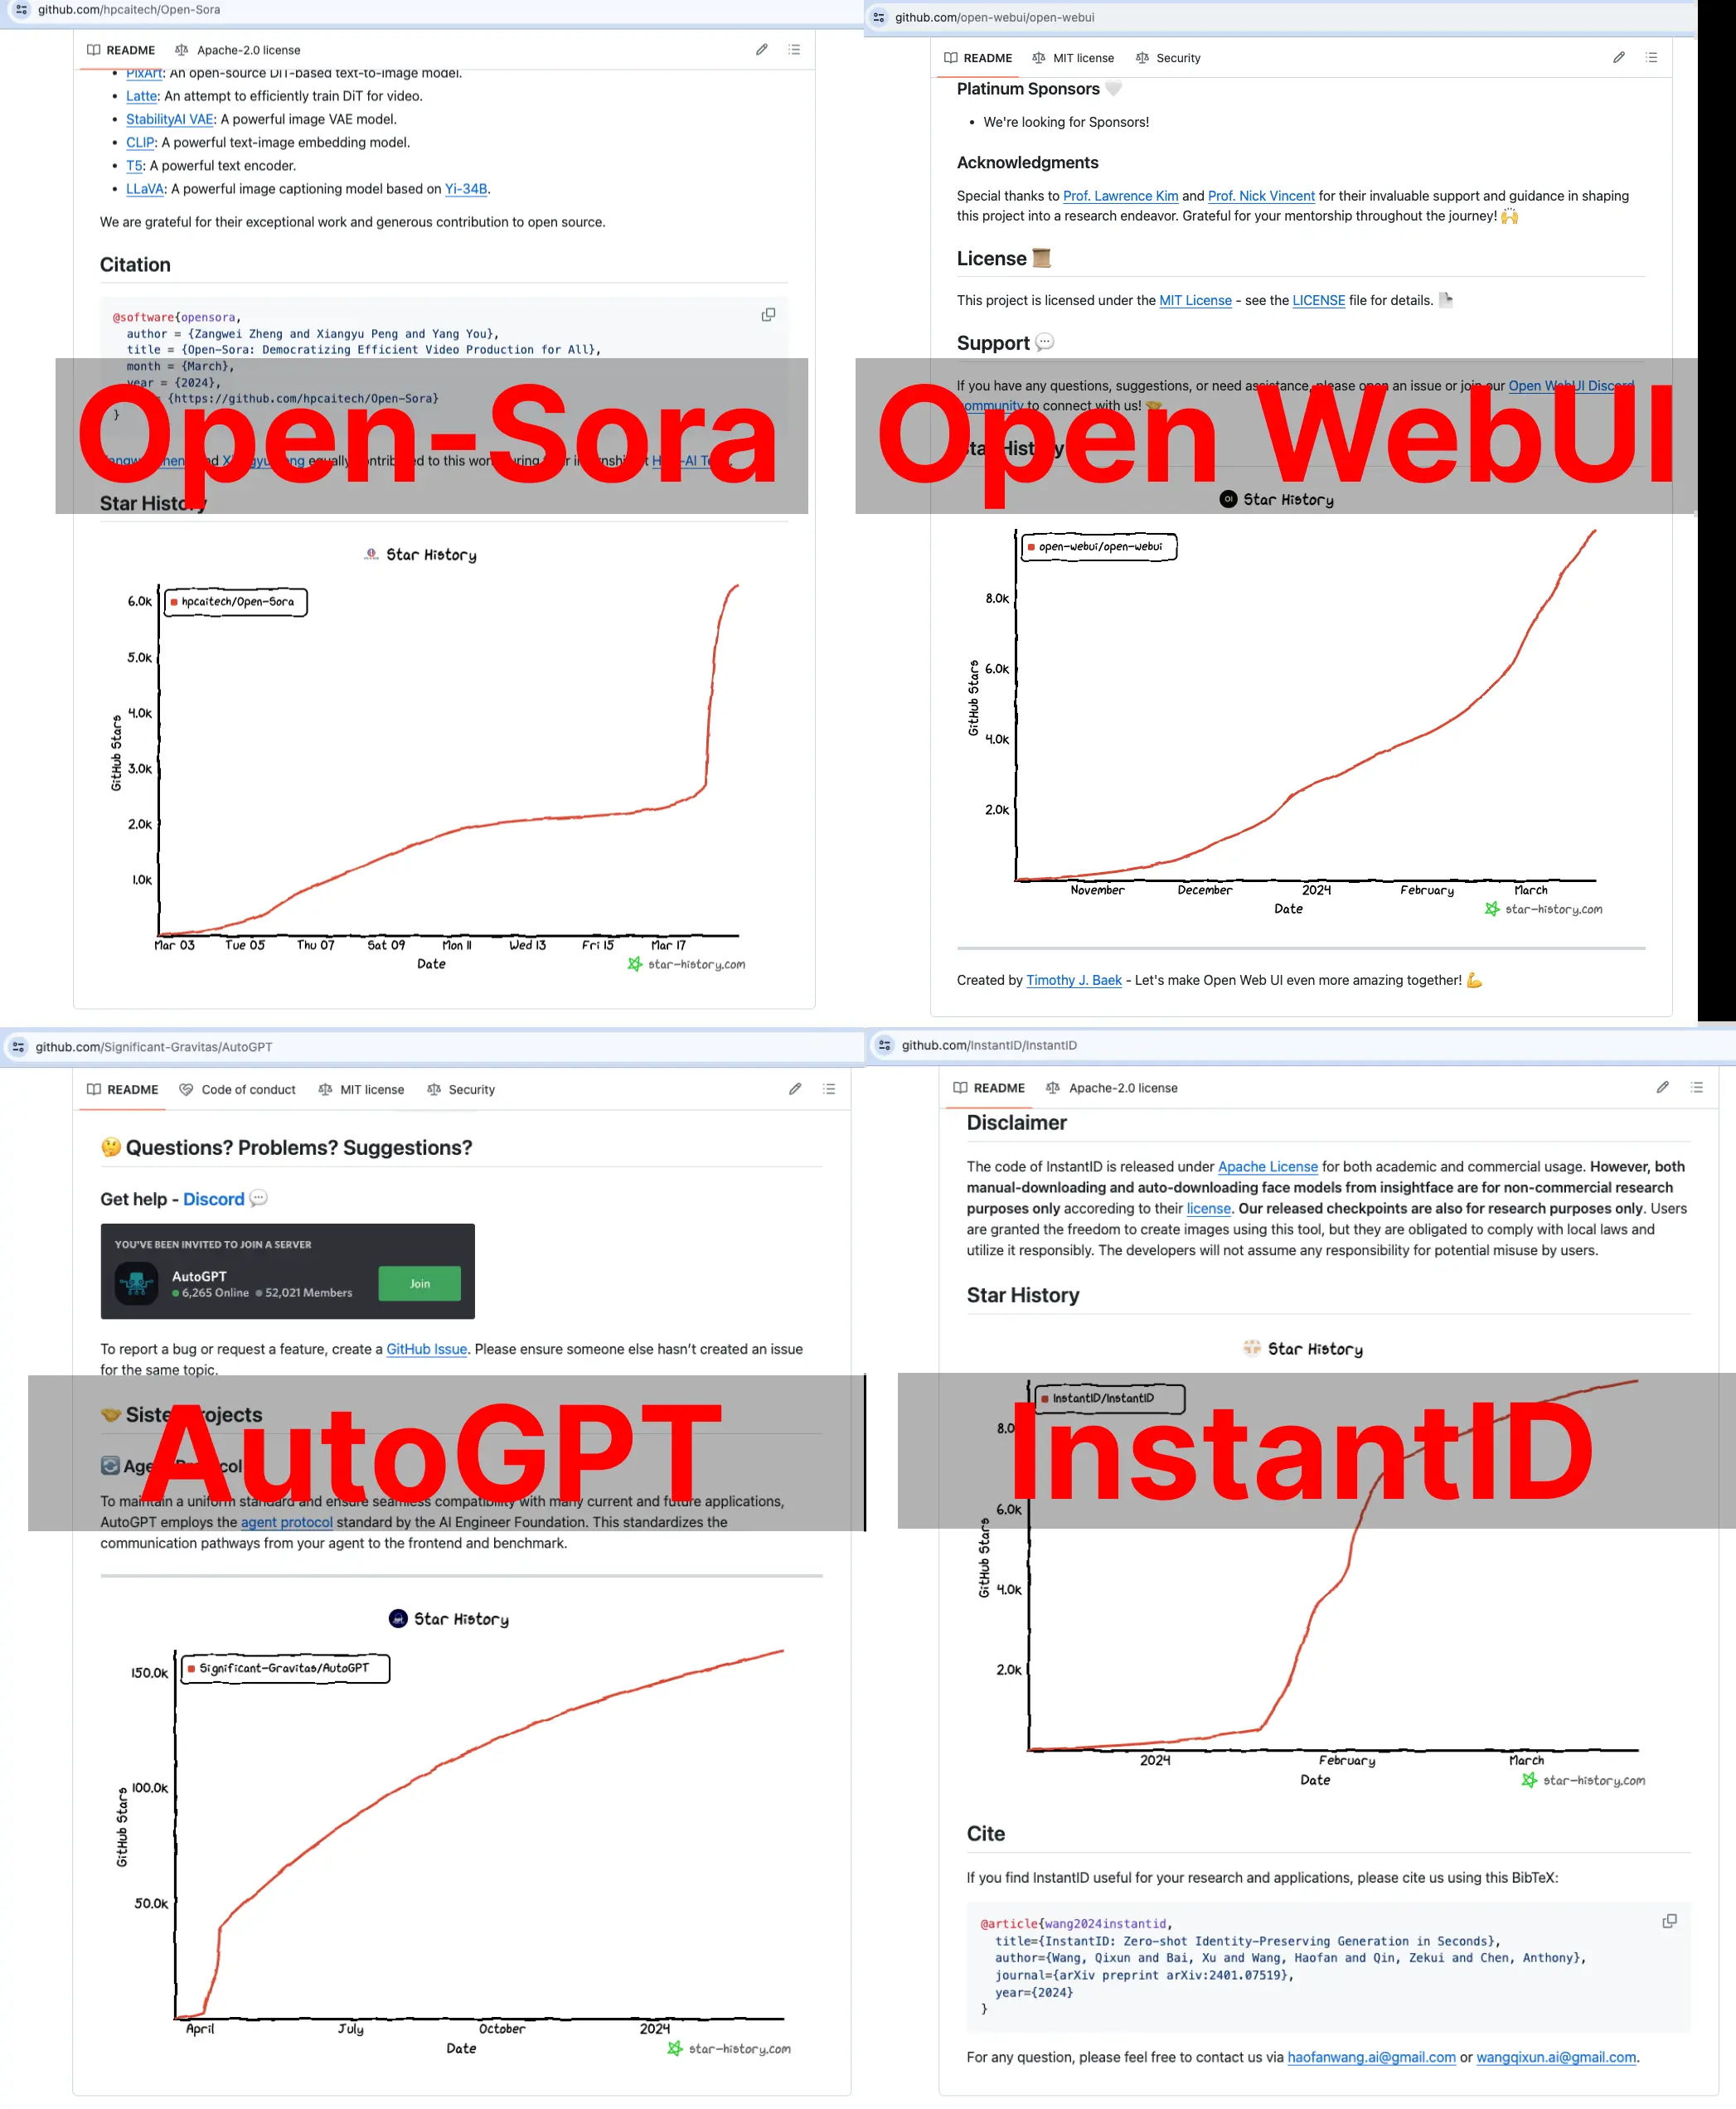 github.com/hpcaitech/Open-Sora
README
Apache-2.0 license
PixArt: An open-source DiT-based text-to-image model.
Latte: An attempt to efficiently train DiT for video.
StabilityAI VAE: A powerful image VAE model.
CLIP: A powerful text-image embedding model.
T5: A powerful text encoder.
LLaVA: A powerful image captioning model based on Yi-34B.
We are grateful for their exceptional work and generous contribution to open source.
Citation
@software{opensora,
author = {Zangwei Zheng and Xiangyu Peng and Yang You},
title = {Open-Sora: Democratizing Efficient Video Production for All},
month = {March},
year = {2024},
{https://github.com/hpcaitech/Open-Sora}
}
Open-Sora
Star History
Star History
hpcaitech/Open-Sora
6.0k
5.0k
4.0k
3.0k
2.0k
1.0k
GitHub Stars
Mar 03 Tue 05 Thu 07 Sat 09 Mon 11 Wed 13 Fri 15 Mar 17
Date
star-history.com
github.com/open-webui/open-webui
README
MIT license
Security
Platinum Sponsors 🤍
We're looking for Sponsors!
Acknowledgments
Special thanks to Prof. Lawrence Kim and Prof. Nick Vincent for their invaluable support and guidance in shaping
this project into a research endeavor. Grateful for your mentorship throughout the journey! 🙌
License 📜
This project is licensed under the MIT License - see the LICENSE file for details. 📄
Support 💬
If you have any questions, suggestions, or need assistance, please open an issue or join our Open WebUI Discord
community to connect with us! 🤝
Open WebUI
Star History
Star History
open-webui/open-webui
8.0k
6.0k
4.0k
2.0k
GitHub Stars
November December 2024 February March
Date
star-history.com
Created by Timothy J. Baek - Let's make Open Web UI even more amazing together! 💪
github.com/Significant-Gravitas/AutoGPT
README
Code of conduct
MIT license
Security
🤔 Questions? Problems? Suggestions?
Get help - Discord 💬
YOU'VE BEEN INVITED TO JOIN A SERVER
AutoGPT
6,265 Online 52,021 Members
Join
To report a bug or request a feature, create a GitHub Issue. Please ensure someone else hasn't created an issue
for the same topic.
🤝 Sister projects
AutoGPT
🔄 Agent Protocol
To maintain a uniform standard and ensure seamless compatibility with many current and future applications,
AutoGPT employs the agent protocol standard by the AI Engineer Foundation. This standardizes the
communication pathways from your agent to the frontend and benchmark.
Star History
Significant-Gravitas/AutoGPT
150.0k
100.0k
50.0k
GitHub Stars
April July October 2024
Date
star-history.com
github.com/InstantID/InstantID
README
Apache-2.0 license
Disclaimer
The code of InstantID is released under Apache License for both academic and commercial usage. However, both
manual-downloading and auto-downloading face models from insightface are for non-commercial research
purposes only accoreding to their license. Our released checkpoints are also for research purposes only. Users
are granted the freedom to create images using this tool, but they are obligated to comply with local laws and
utilize it responsibly. The developers will not assume any responsibility for potential misuse by users.
Star History
Star History
InstantID/InstantID
InstantID
8.0
6.0k
4.0k
2.0k
GitHub Stars
2024 February March
Date
star-history.com
Cite
If you find InstantID useful for your research and applications, please cite us using this BibTeX:
@article{wang2024instantid,
title={InstantID: Zero-shot Identity-Preserving Generation in Seconds},
author={Wang, Qixun and Bai, Xu and Wang, Haofan and Qin, Zekui and Chen, Anthony},
journal={arXiv preprint arXiv:2401.07519},
year={2024}
}
For any question, please feel free to contact us via haofanwang.ai@gmail.com or wangqixun.ai@gmail.com.